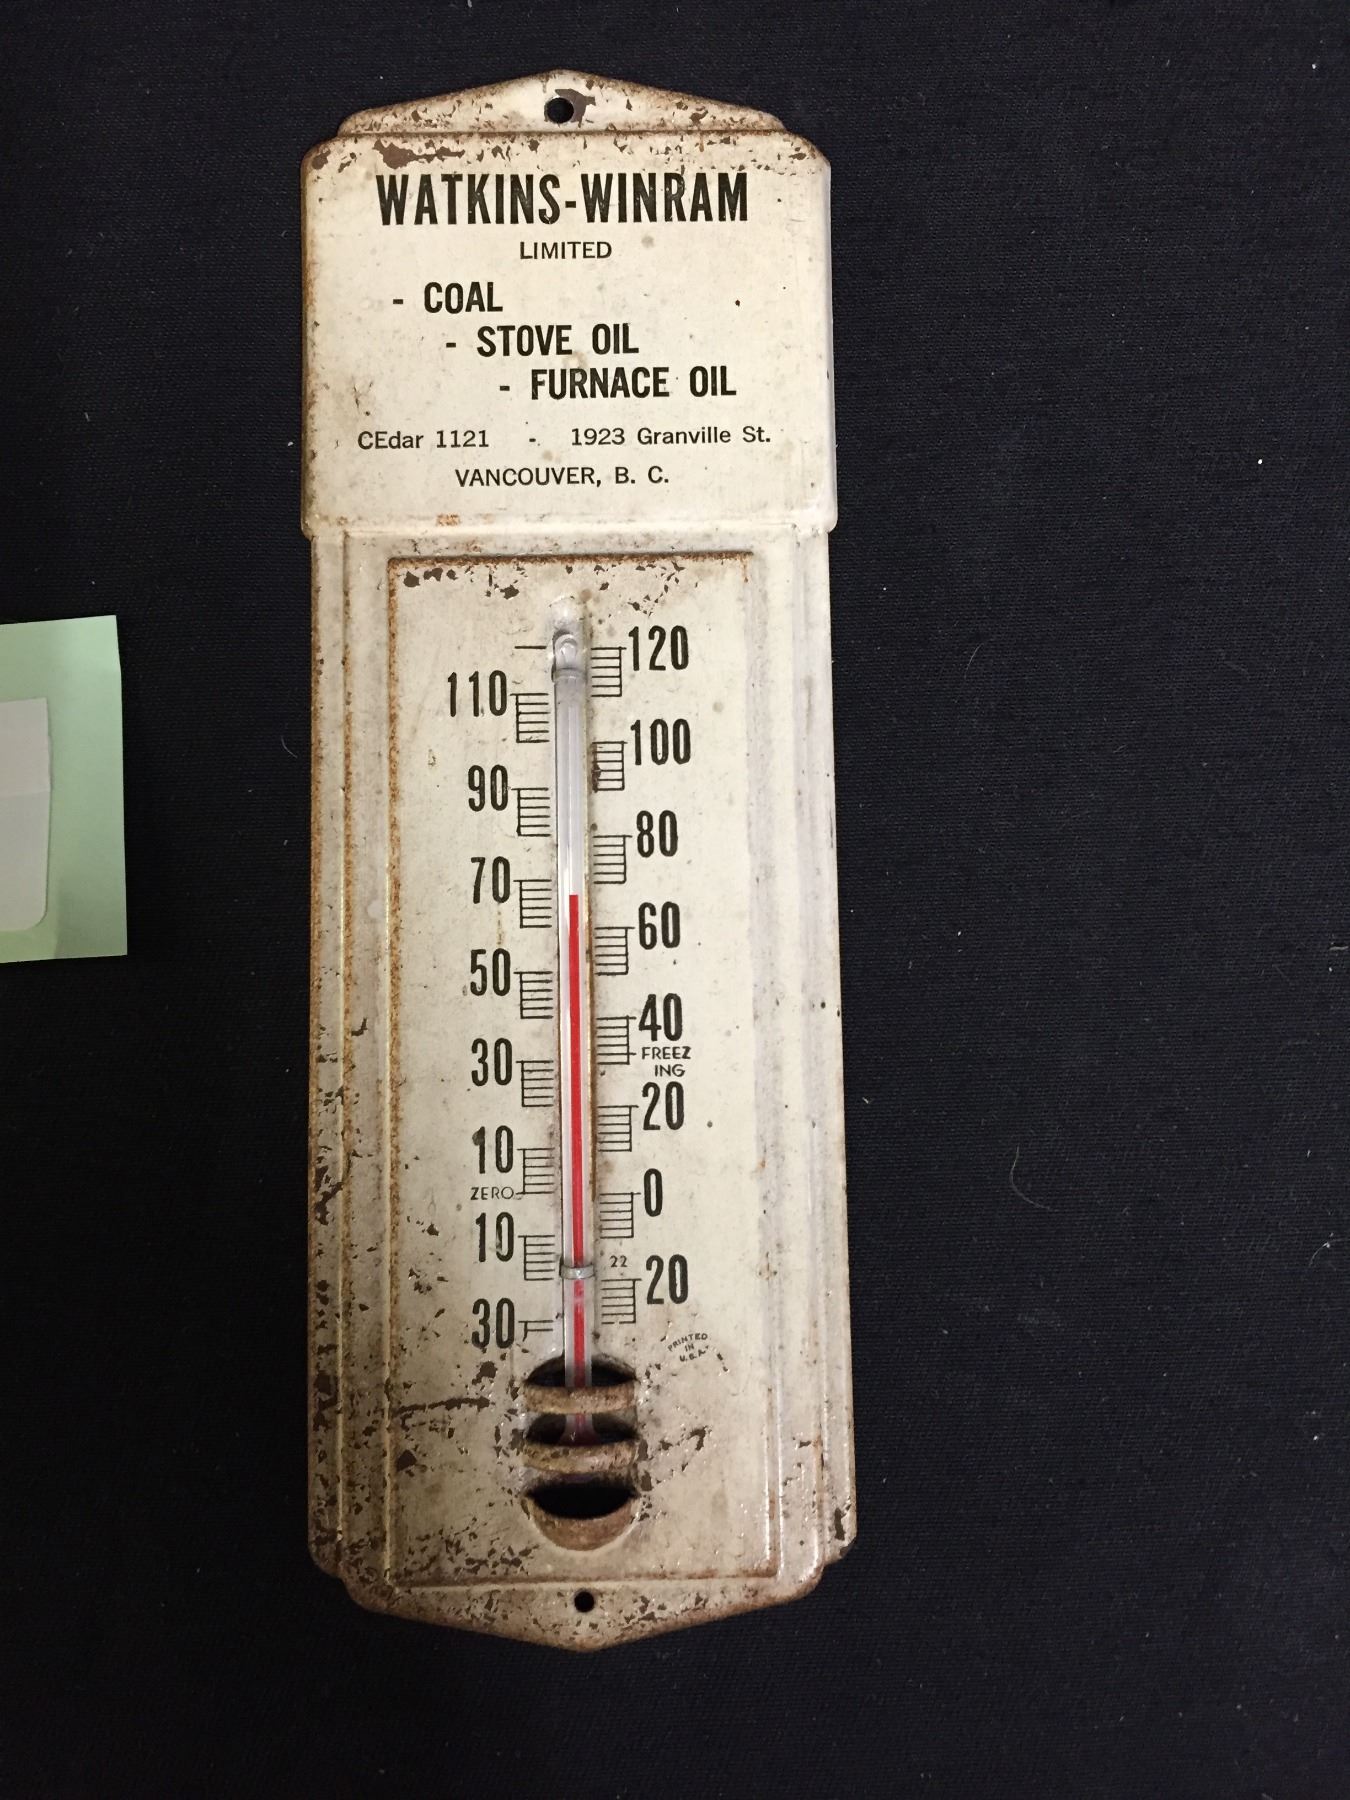 WATKINS-WINRAM
LIMITED
- COAL
- STOVE OIL
- FURNACE OIL
CEdar 1121 - 1923 Granville St.
VANCOUVER, B. C.
120
110
100
90
80
70
60
50
40
FREEZ
ING
30
20
10
ZERO
0
10
22
20
30
PRINTED
IN
U.S.A.